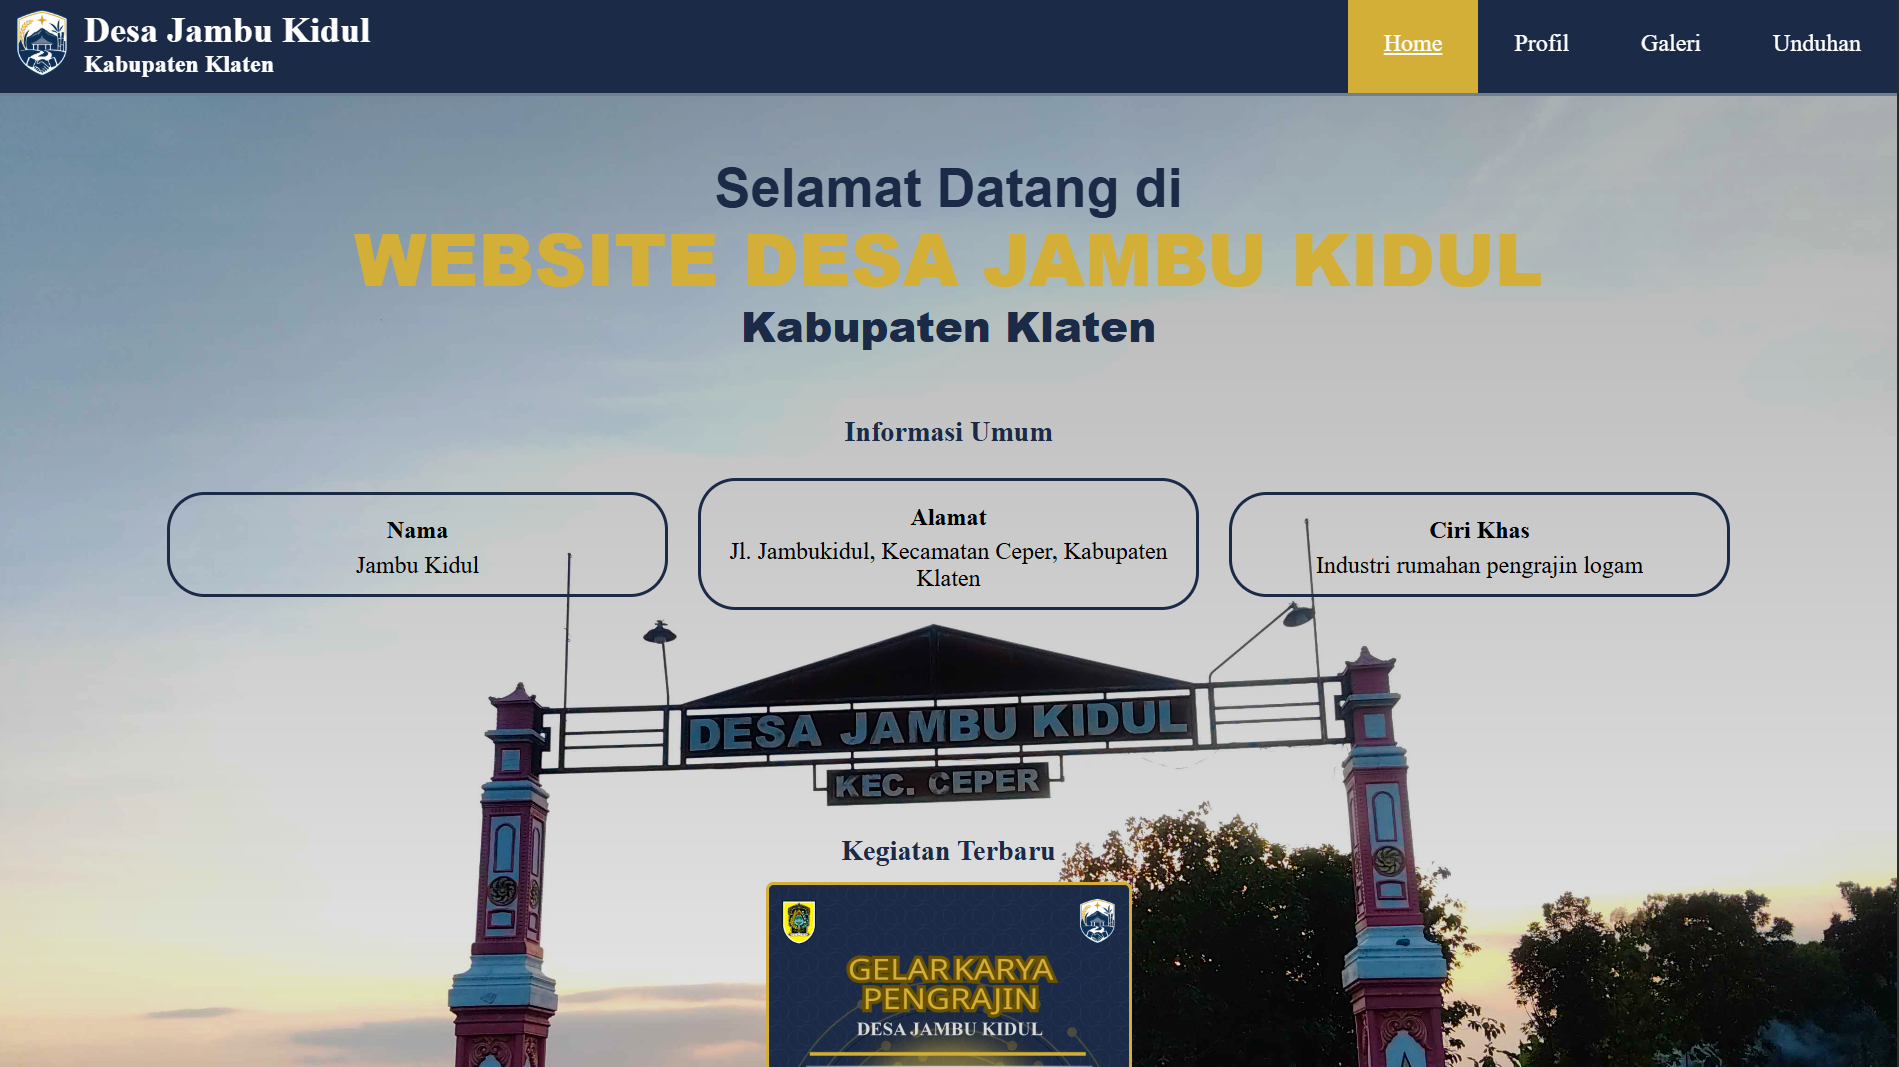 Desa Jambu Kidul
Kabupaten Klaten
Home
Profil
Galeri
Unduhan
Selamat Datang di
WEBSITE DESA JAMBU KIDUL
Kabupaten Klaten
Informasi Umum
Nama
Jambu Kidul
Alamat
Jl. Jambukidul, Kecamatan Ceper, Kabupaten
Klaten
Ciri Khas
Industri rumahan pengrajin logam
DESA JAMBU KIDUL
KEC. CEPER
Kegiatan Terbaru
GELAR KARYA
PENGRAJIN
DESA JAMBU KIDUL